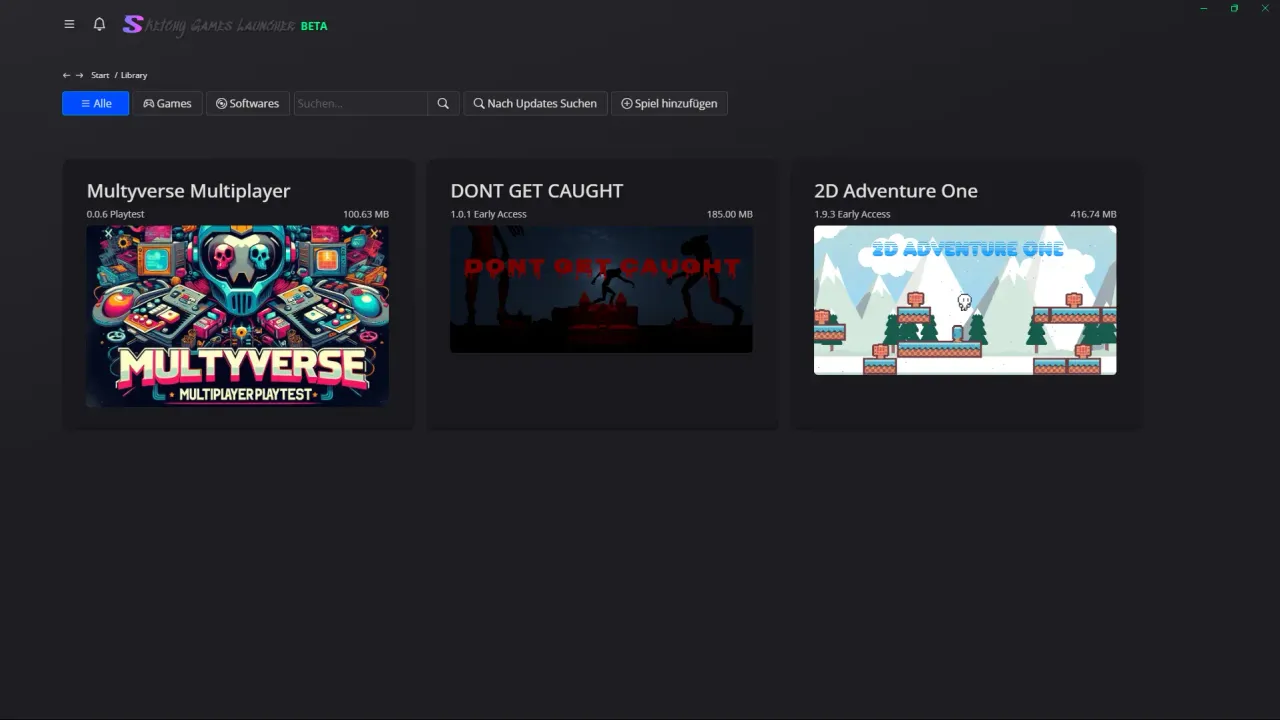 Sketchy Games Launcher BETA
Start / Library
Alle Games Softwares Suchen... Nach Updates Suchen Spiel hinzufügen
Multyverse Multiplayer
0.0.6 Playtest 100.63 MB
MULTYVERSE
MULTIPLAYER PLAYTEST
DONT GET CAUGHT
1.0.1 Early Access 185.00 MB
DONT GET CAUGHT
2D Adventure One
1.9.3 Early Access 416.74 MB
2D ADVENTURE ONE